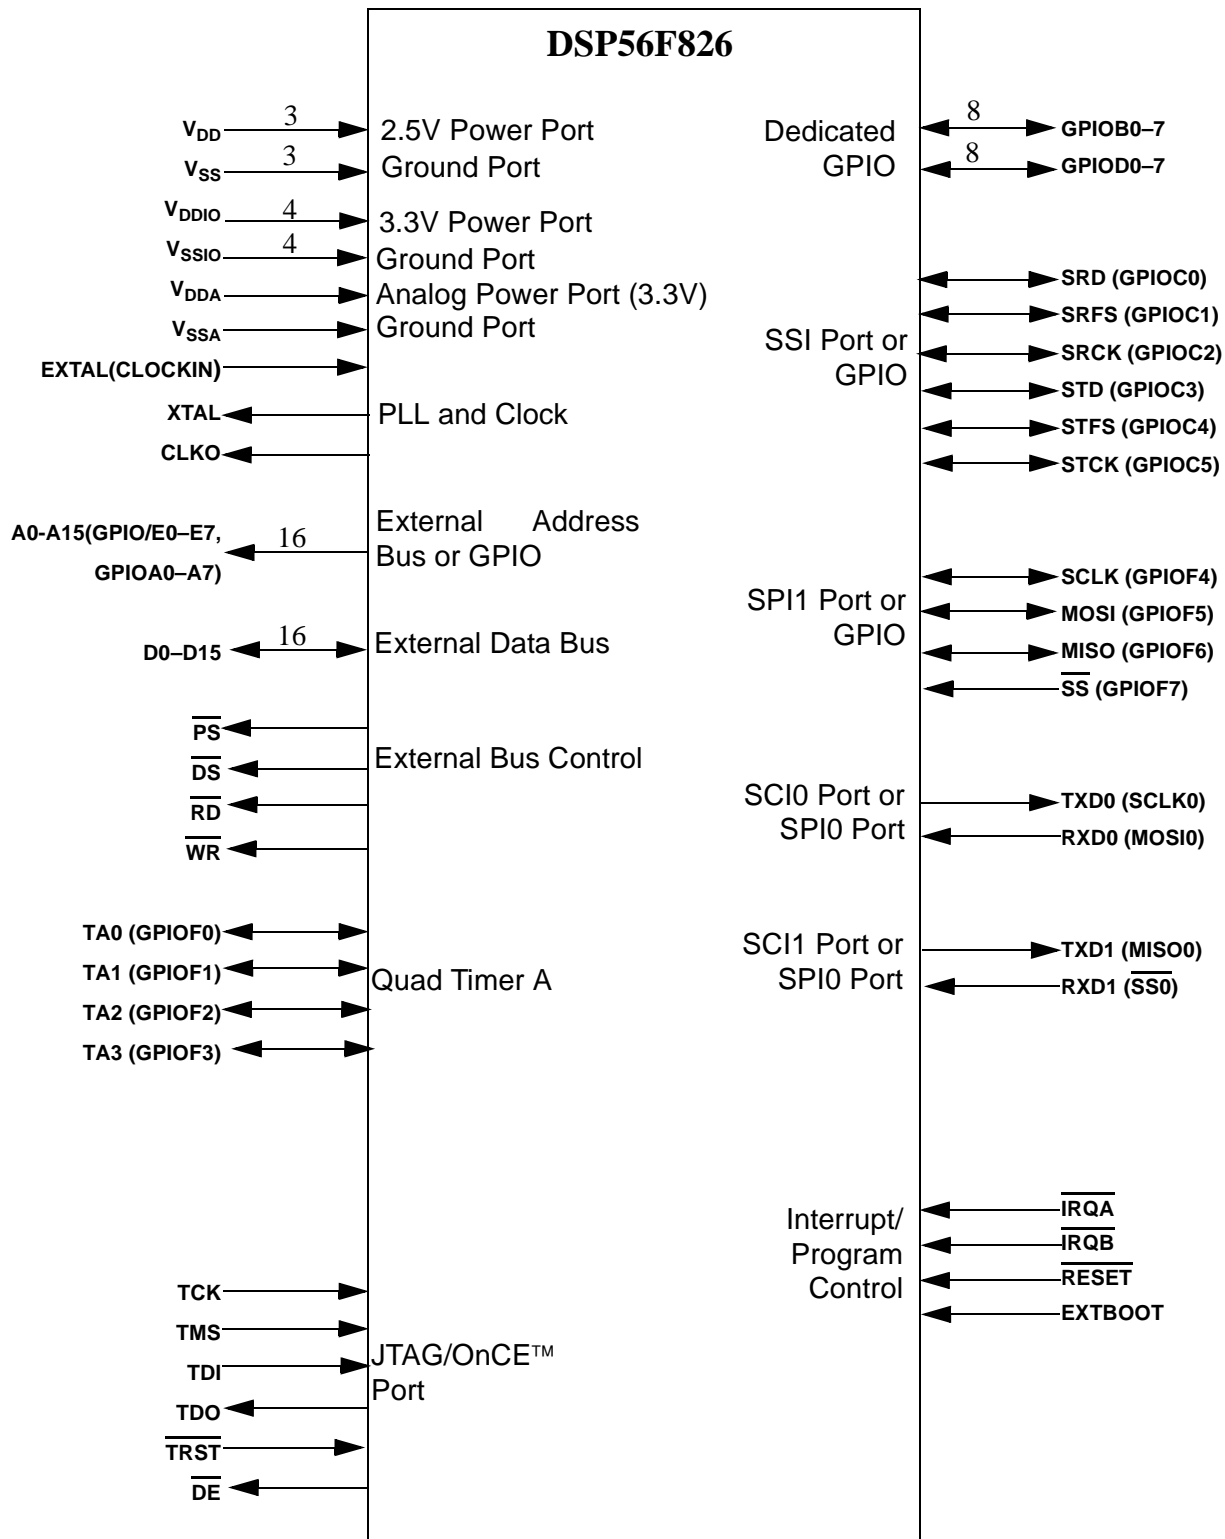 DSP56F826
VDD 3 2.5V Power Port
VSS 3 Ground Port
VDDIO 4 3.3V Power Port
VSSIO 4 Ground Port
VDDA Analog Power Port (3.3V)
VSSA Ground Port
EXTAL(CLOCKIN)
XTAL PLL and Clock
CLKO
A0-A15(GPIO/E0–E7,
GPIOA0–A7)
16
External Address
Bus or GPIO
D0–D15 16 External Data Bus
PS
DS
RD
WR
External Bus Control
TA0 (GPIOF0)
TA1 (GPIOF1)
TA2 (GPIOF2)
TA3 (GPIOF3)
Quad Timer A
TCK
TMS
TDI
TDO
TRST
DE
JTAG/OnCE™
Port
Dedicated
GPIO
8 GPIOB0–7
8 GPIOD0–7
SSI Port or
GPIO
SRD (GPIOC0)
SRFS (GPIOC1)
SRCK (GPIOC2)
STD (GPIOC3)
STFS (GPIOC4)
STCK (GPIOC5)
SPI1 Port or
GPIO
SCLK (GPIOF4)
MOSI (GPIOF5)
MISO (GPIOF6)
SS (GPIOF7)
SCI0 Port or
SPI0 Port
TXD0 (SCLK0)
RXD0 (MOSI0)
SCI1 Port or
SPI0 Port
TXD1 (MISO0)
RXD1 (SS0)
Interrupt/
Program
Control
IRQA
IRQB
RESET
EXTBOOT